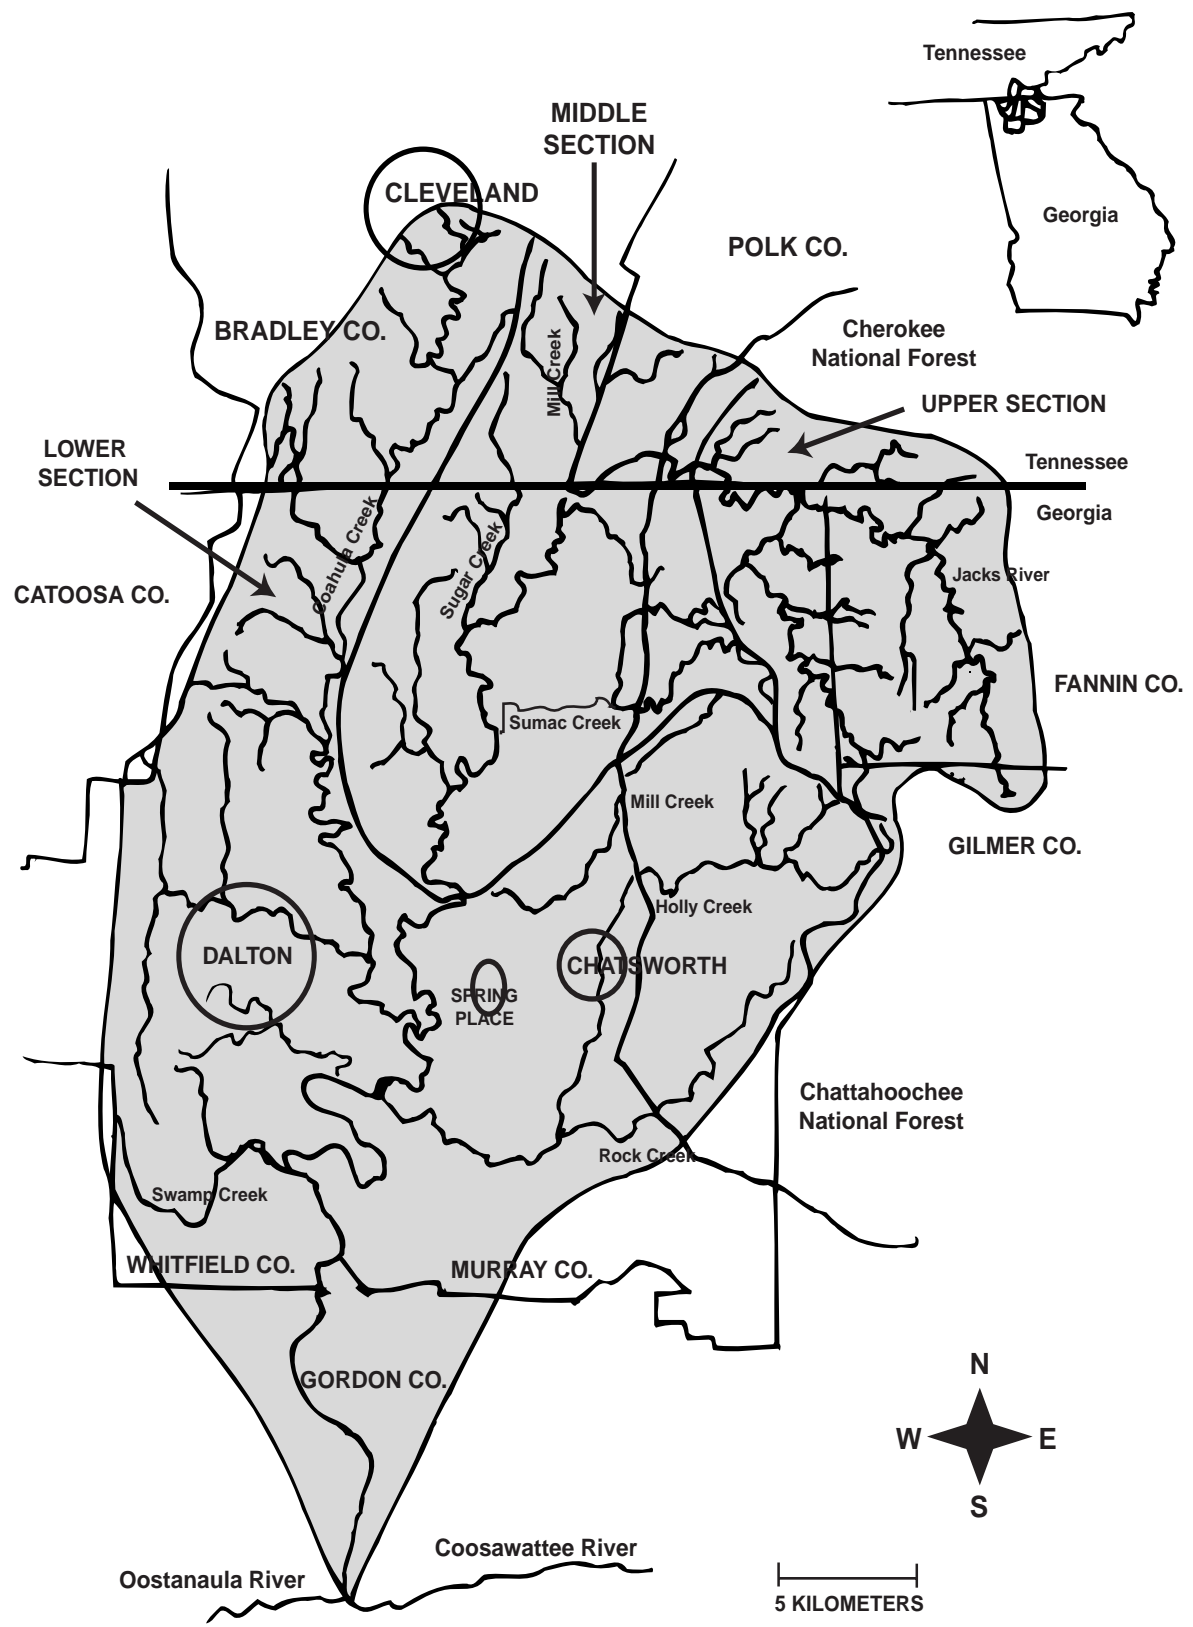 Tennessee
MIDDLE
SECTION
CLEVELAND
Georgia
POLK CO.
BRADLEY CO.
Cherokee
National Forest
Mill Creek
UPPER SECTION
LOWER
SECTION
Tennessee
Georgia
Coahula Creek
Sugar Creek
Jacks River
CATOOSA CO.
FANNIN CO.
Sumac Creek
Mill Creek
GILMER CO.
Holly Creek
DALTON
CHATSWORTH
SPRING
PLACE
Chattahoochee
National Forest
Rock Creek
Swamp Creek
WHITFIELD CO.
MURRAY CO.
GORDON CO.
N
W
E
S
Coosawattee River
Oostanaula River
5 KILOMETERS